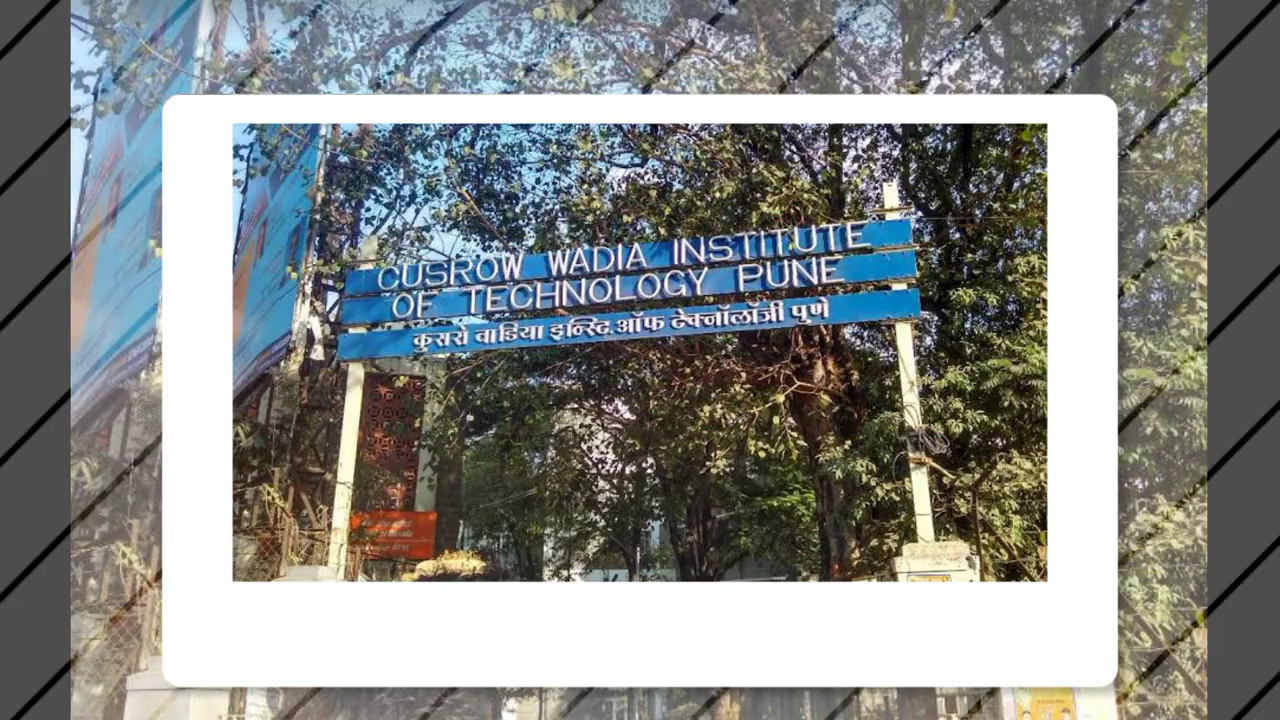 CUSROW WADIA INSTITUTE
OF TECHNOLOGY PUNE
कुसरो वाडिया इन्स्टि.ऑफ टेक्नॉलॉजी पुणे